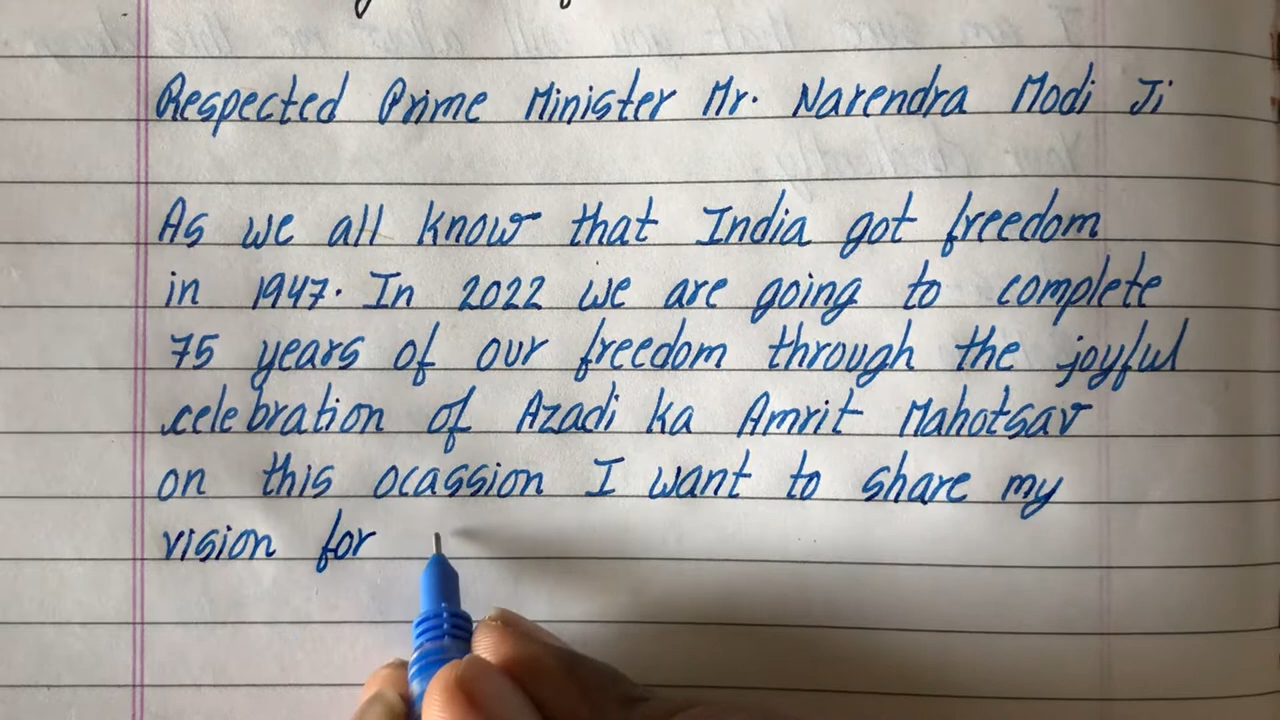 Respected Prime Minister Mr. Narendra Modi Ji
As we all know that India got freedom
in 1947. In 2022 we are going to complete
75 years of our freedom through the joyful
celebration of Azadi ka Amrit Mahotsav
on this ocassion I want to share my
vision for